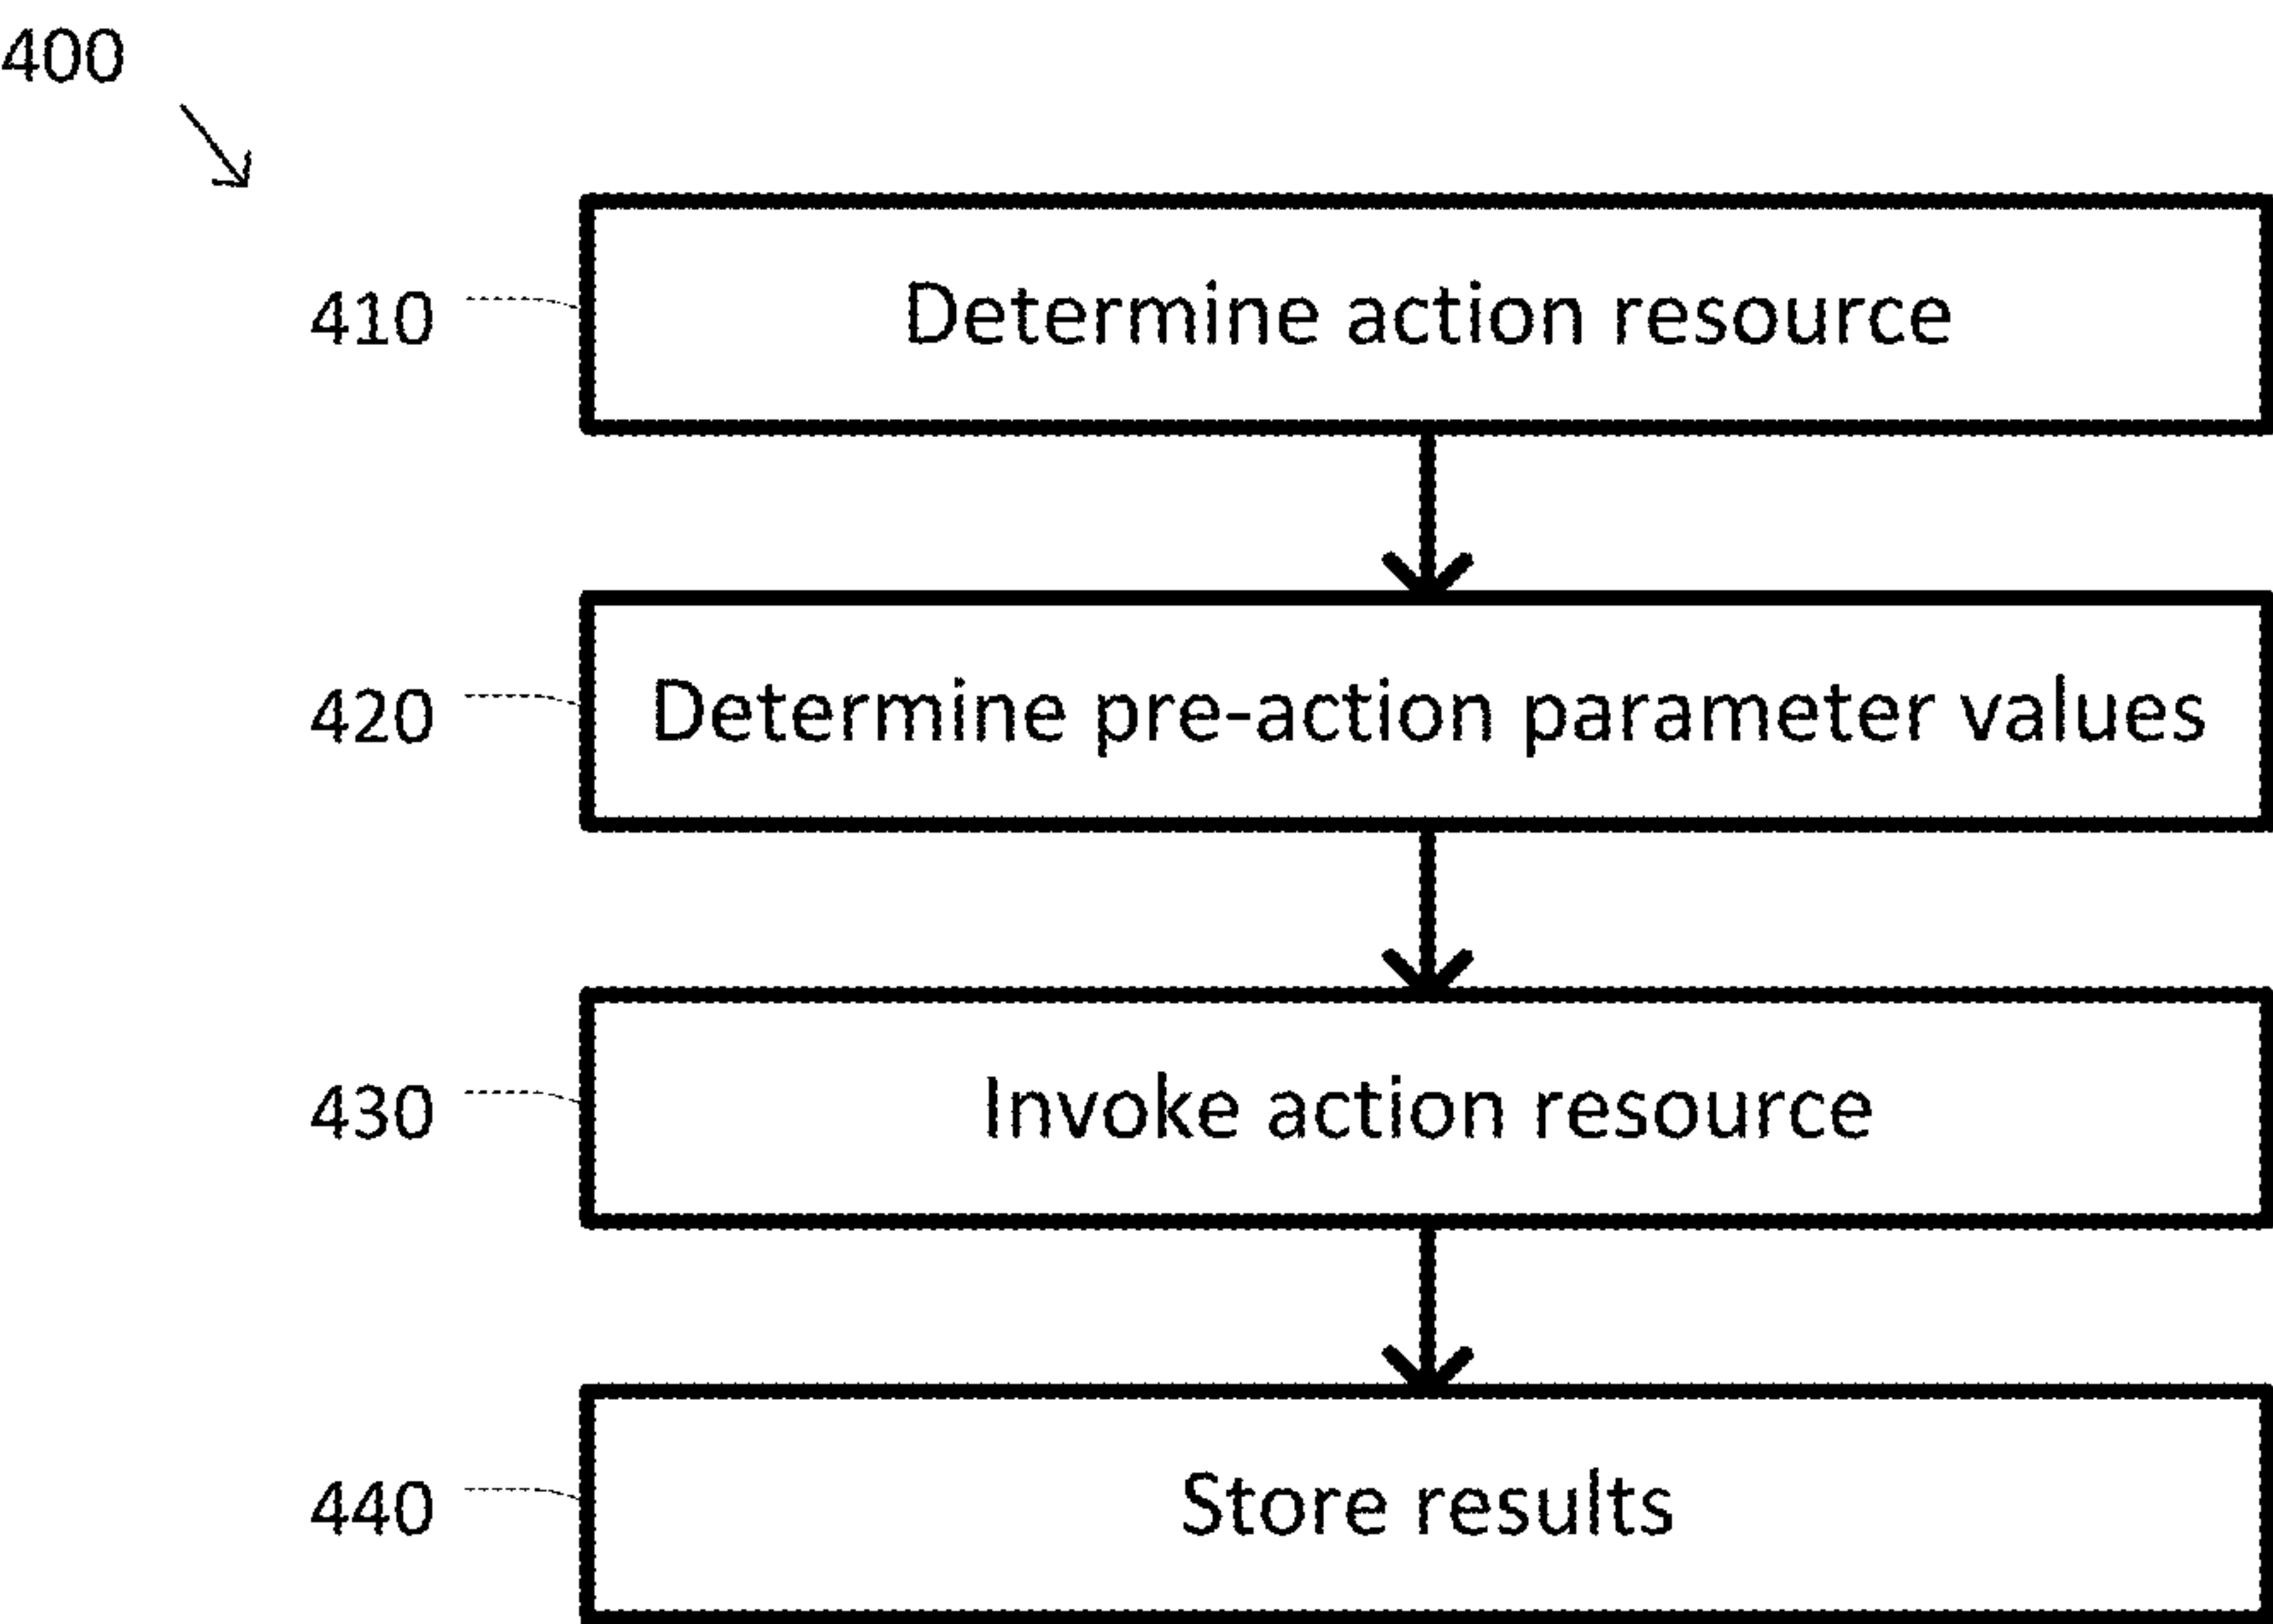 400
410
Determine action resource
420
Determine pre-action parameter values
430
Invoke action resource
440
Store results